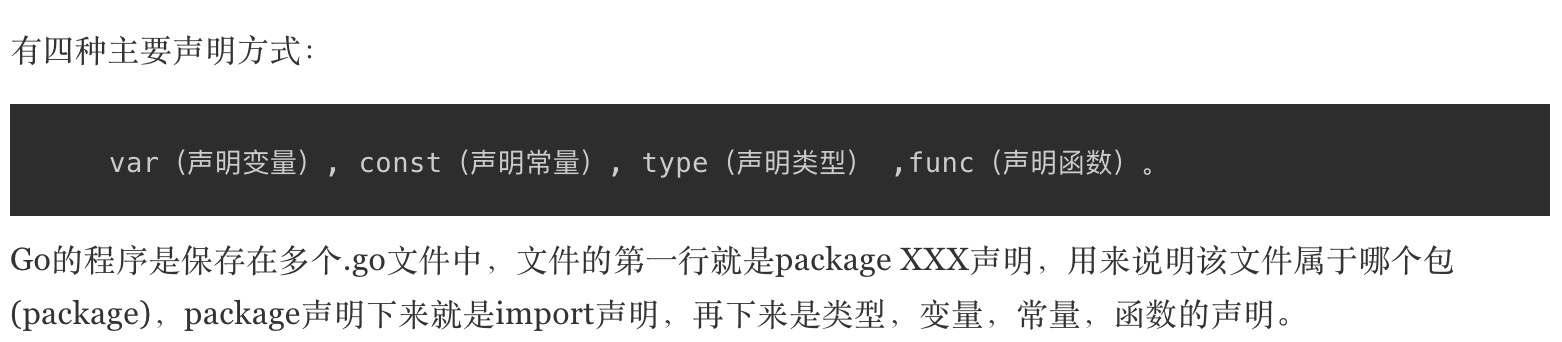 有四种主要声明方式：
var（声明变量）, const（声明常量）, type（声明类型） ,func（声明函数）。
Go的程序是保存在多个.go文件中，文件的第一行就是package XXX声明，用来说明该文件属于哪个包
(package)，package声明下来就是import声明，再下来是类型，变量，常量，函数的声明。